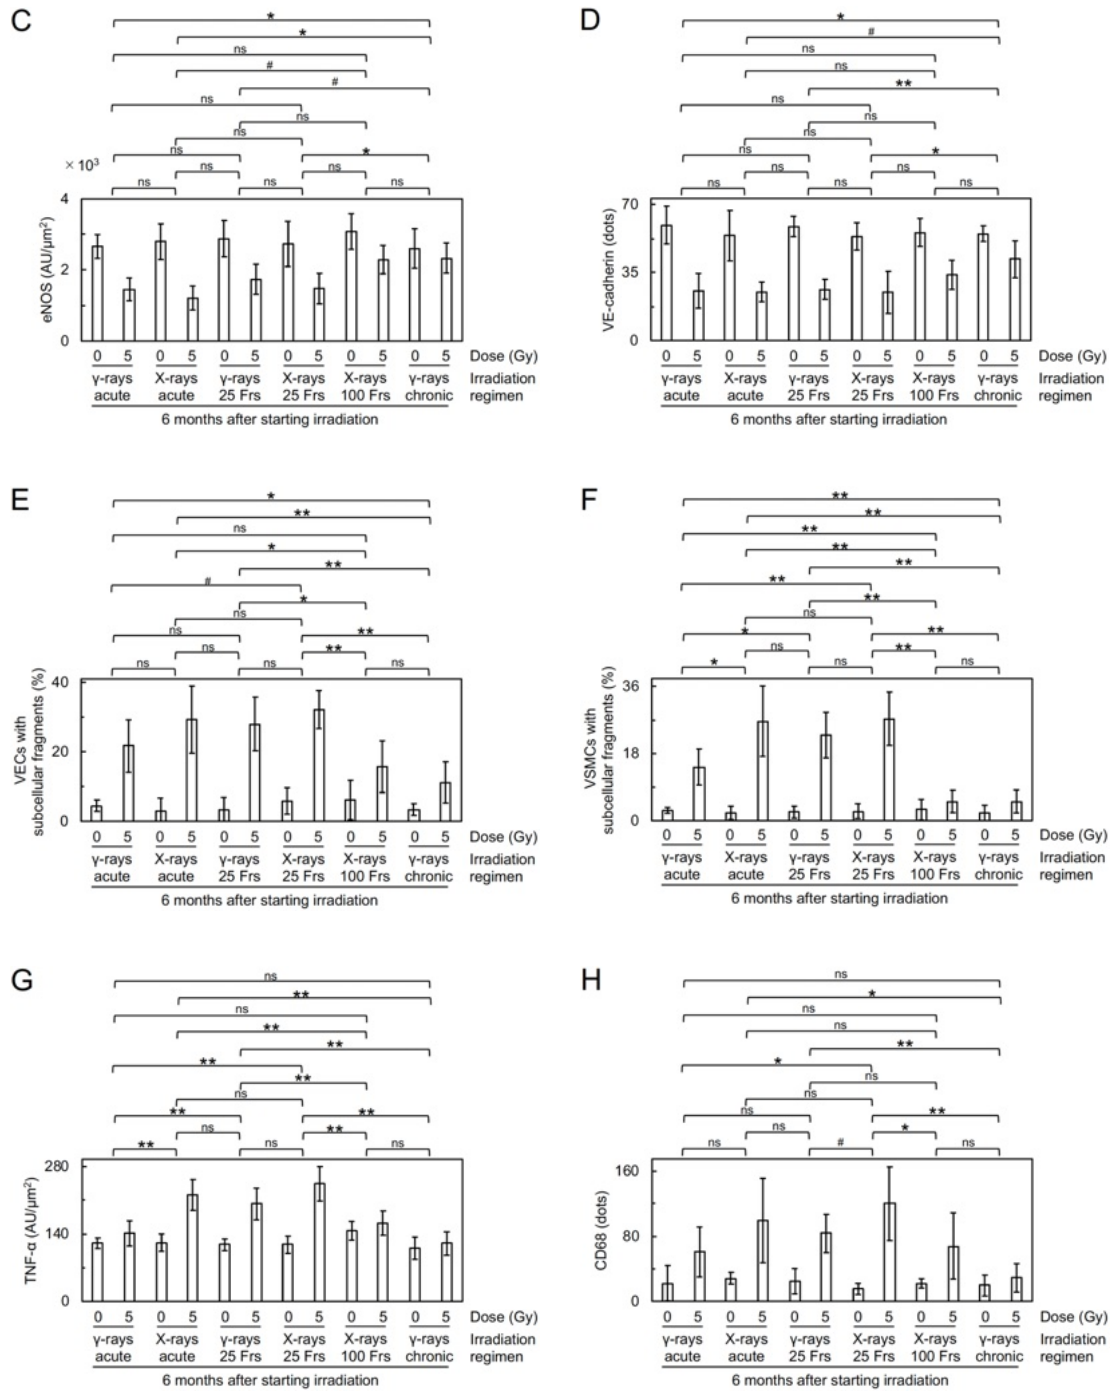 C
*
*
ns
#
#
ns
ns
ns
ns *
ns ns
ns ns ns
× 10³
eNOS (AU/μm²)
4
2
0
0 5 0 5 0 5 0 5 0 5 0 5 Dose (Gy)
γ-rays X-rays γ-rays X-rays X-rays γ-rays Irradiation
acute acute 25 Frs 25 Frs 100 Frs chronic regimen
6 months after starting irradiation
D
*
#
ns
ns
**
ns
ns
ns
ns *
ns ns
ns ns ns
VE-cadherin (dots)
70
35
0
0 5 0 5 0 5 0 5 0 5 0 5 Dose (Gy)
γ-rays X-rays γ-rays X-rays X-rays γ-rays Irradiation
acute acute 25 Frs 25 Frs 100 Frs chronic regimen
6 months after starting irradiation
E
*
**
ns
*
**
#
*
ns
ns **
ns **
ns ns ns
VECs with
subcellular fragments (%)
40
20
0
0 5 0 5 0 5 0 5 0 5 0 5 Dose (Gy)
γ-rays X-rays γ-rays X-rays X-rays γ-rays Irradiation
acute acute 25 Frs 25 Frs 100 Frs chronic regimen
6 months after starting irradiation
F
**
**
**
**
**
**
**
ns
* **
ns **
* ns ns
VSMCs with
subcellular fragments (%)
36
18
0
0 5 0 5 0 5 0 5 0 5 0 5 Dose (Gy)
γ-rays X-rays γ-rays X-rays X-rays γ-rays Irradiation
acute acute 25 Frs 25 Frs 100 Frs chronic regimen
6 months after starting irradiation
G
ns
**
ns
**
**
**
**
ns
** **
ns **
** ns ns
TNF-α (AU/μm²)
280
140
0
0 5 0 5 0 5 0 5 0 5 0 5 Dose (Gy)
γ-rays X-rays γ-rays X-rays X-rays γ-rays Irradiation
acute acute 25 Frs 25 Frs 100 Frs chronic regimen
6 months after starting irradiation
H
ns
*
ns
ns
**
*
ns
ns
ns **
ns *
ns # ns
CD68 (dots)
160
80
0
0 5 0 5 0 5 0 5 0 5 0 5 Dose (Gy)
γ-rays X-rays γ-rays X-rays X-rays γ-rays Irradiation
acute acute 25 Frs 25 Frs 100 Frs chronic regimen
6 months after starting irradiation